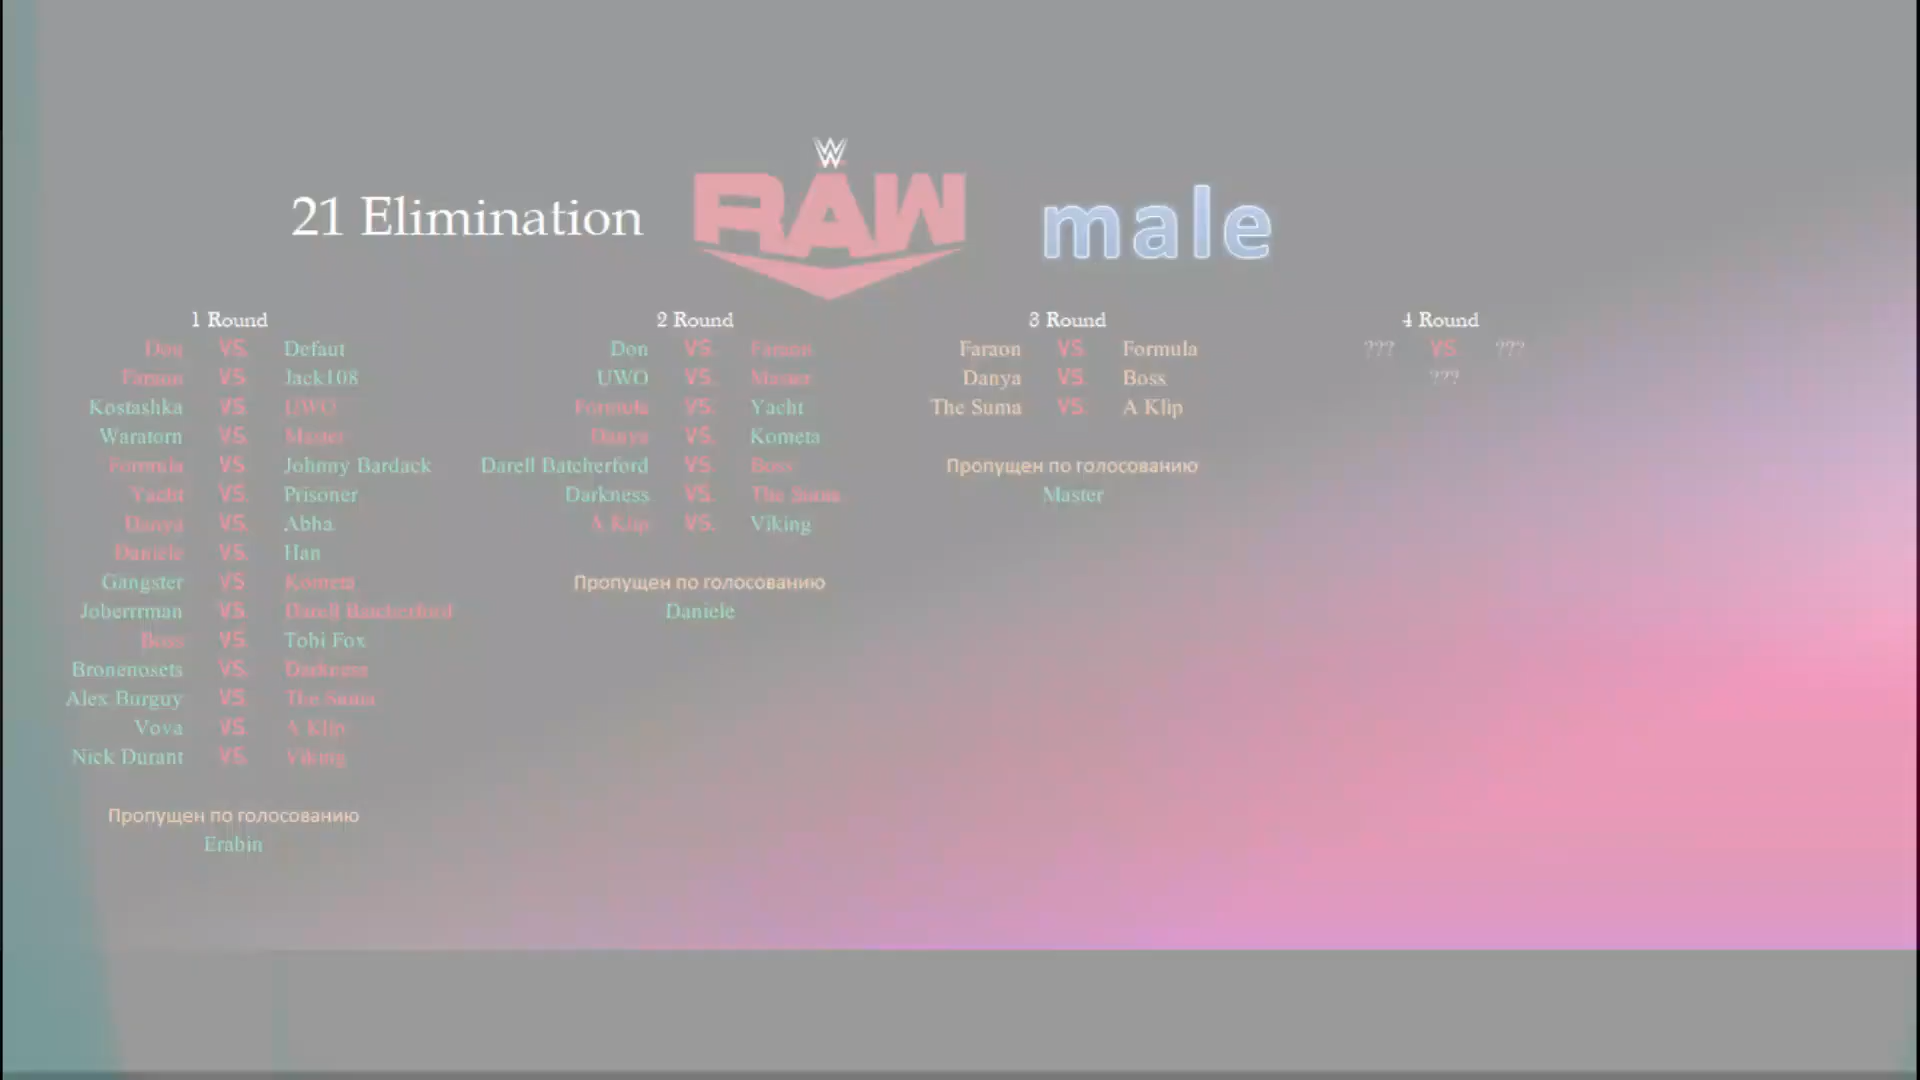 W
21 Elimination RAW male
1 Round 2 Round 3 Round 4 Round
Don VS. Defaut Don VS. Faraon Faraon VS. Formula ??? VS. ???
Faraon VS. Jack108 UWO VS. Master Danya VS. Boss ???
Kostashka VS. UWO Formula VS. Yacht The Suma VS. A Klip
Waratorn VS. Master Danya VS. Kometa
Formula VS. Johnny Bardack Darell Batcherford VS. Boss Пропущен по голосованию
Yacht VS. Prisoner Darkness VS. The Suma Master
Danya VS. Abha A Klip VS. Viking
Daniele VS. Han
Gangster VS. Kometa Пропущен по голосованию
Joberrrman VS. Darell Batcherford Daniele
Boss VS. Tobi Fox
Bronenosets VS. Darkness
Alex Burguy VS. The Suma
Vova VS. A Klip
Nick Durant VS. Viking
Пропущен по голосованию
Erabin